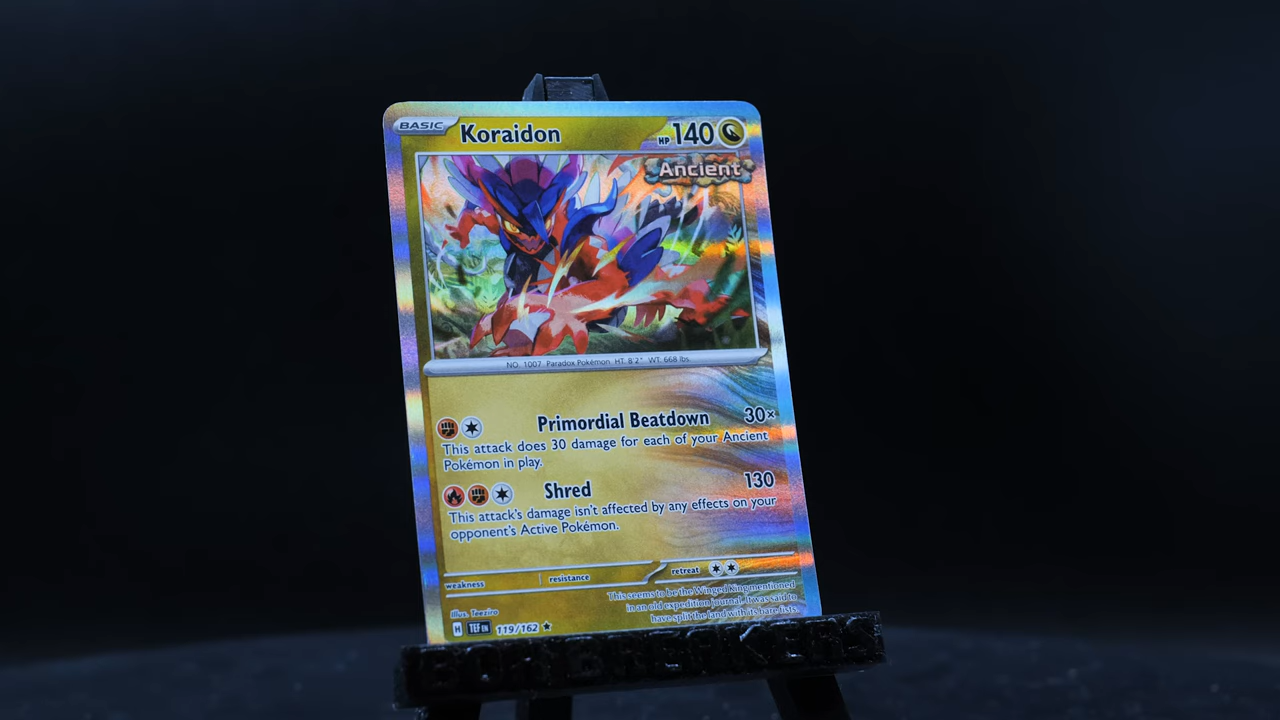 BASIC Koraidon HP 140
Ancient
NO. 1007 Paradox Pokémon HT: 8'2" WT: 668 lbs.
Primordial Beatdown 30×
This attack does 30 damage for each of your Ancient
Pokémon in play.
Shred 130
This attack's damage isn't affected by any effects on your
opponent's Active Pokémon.
weakness resistance retreat
This seems to be the Winged King mentioned
in an old expedition journal. It was said to
have split the land with its bare fists.
Illus. Teeziro
H TEF EN 119/162
BOXBREAKERS